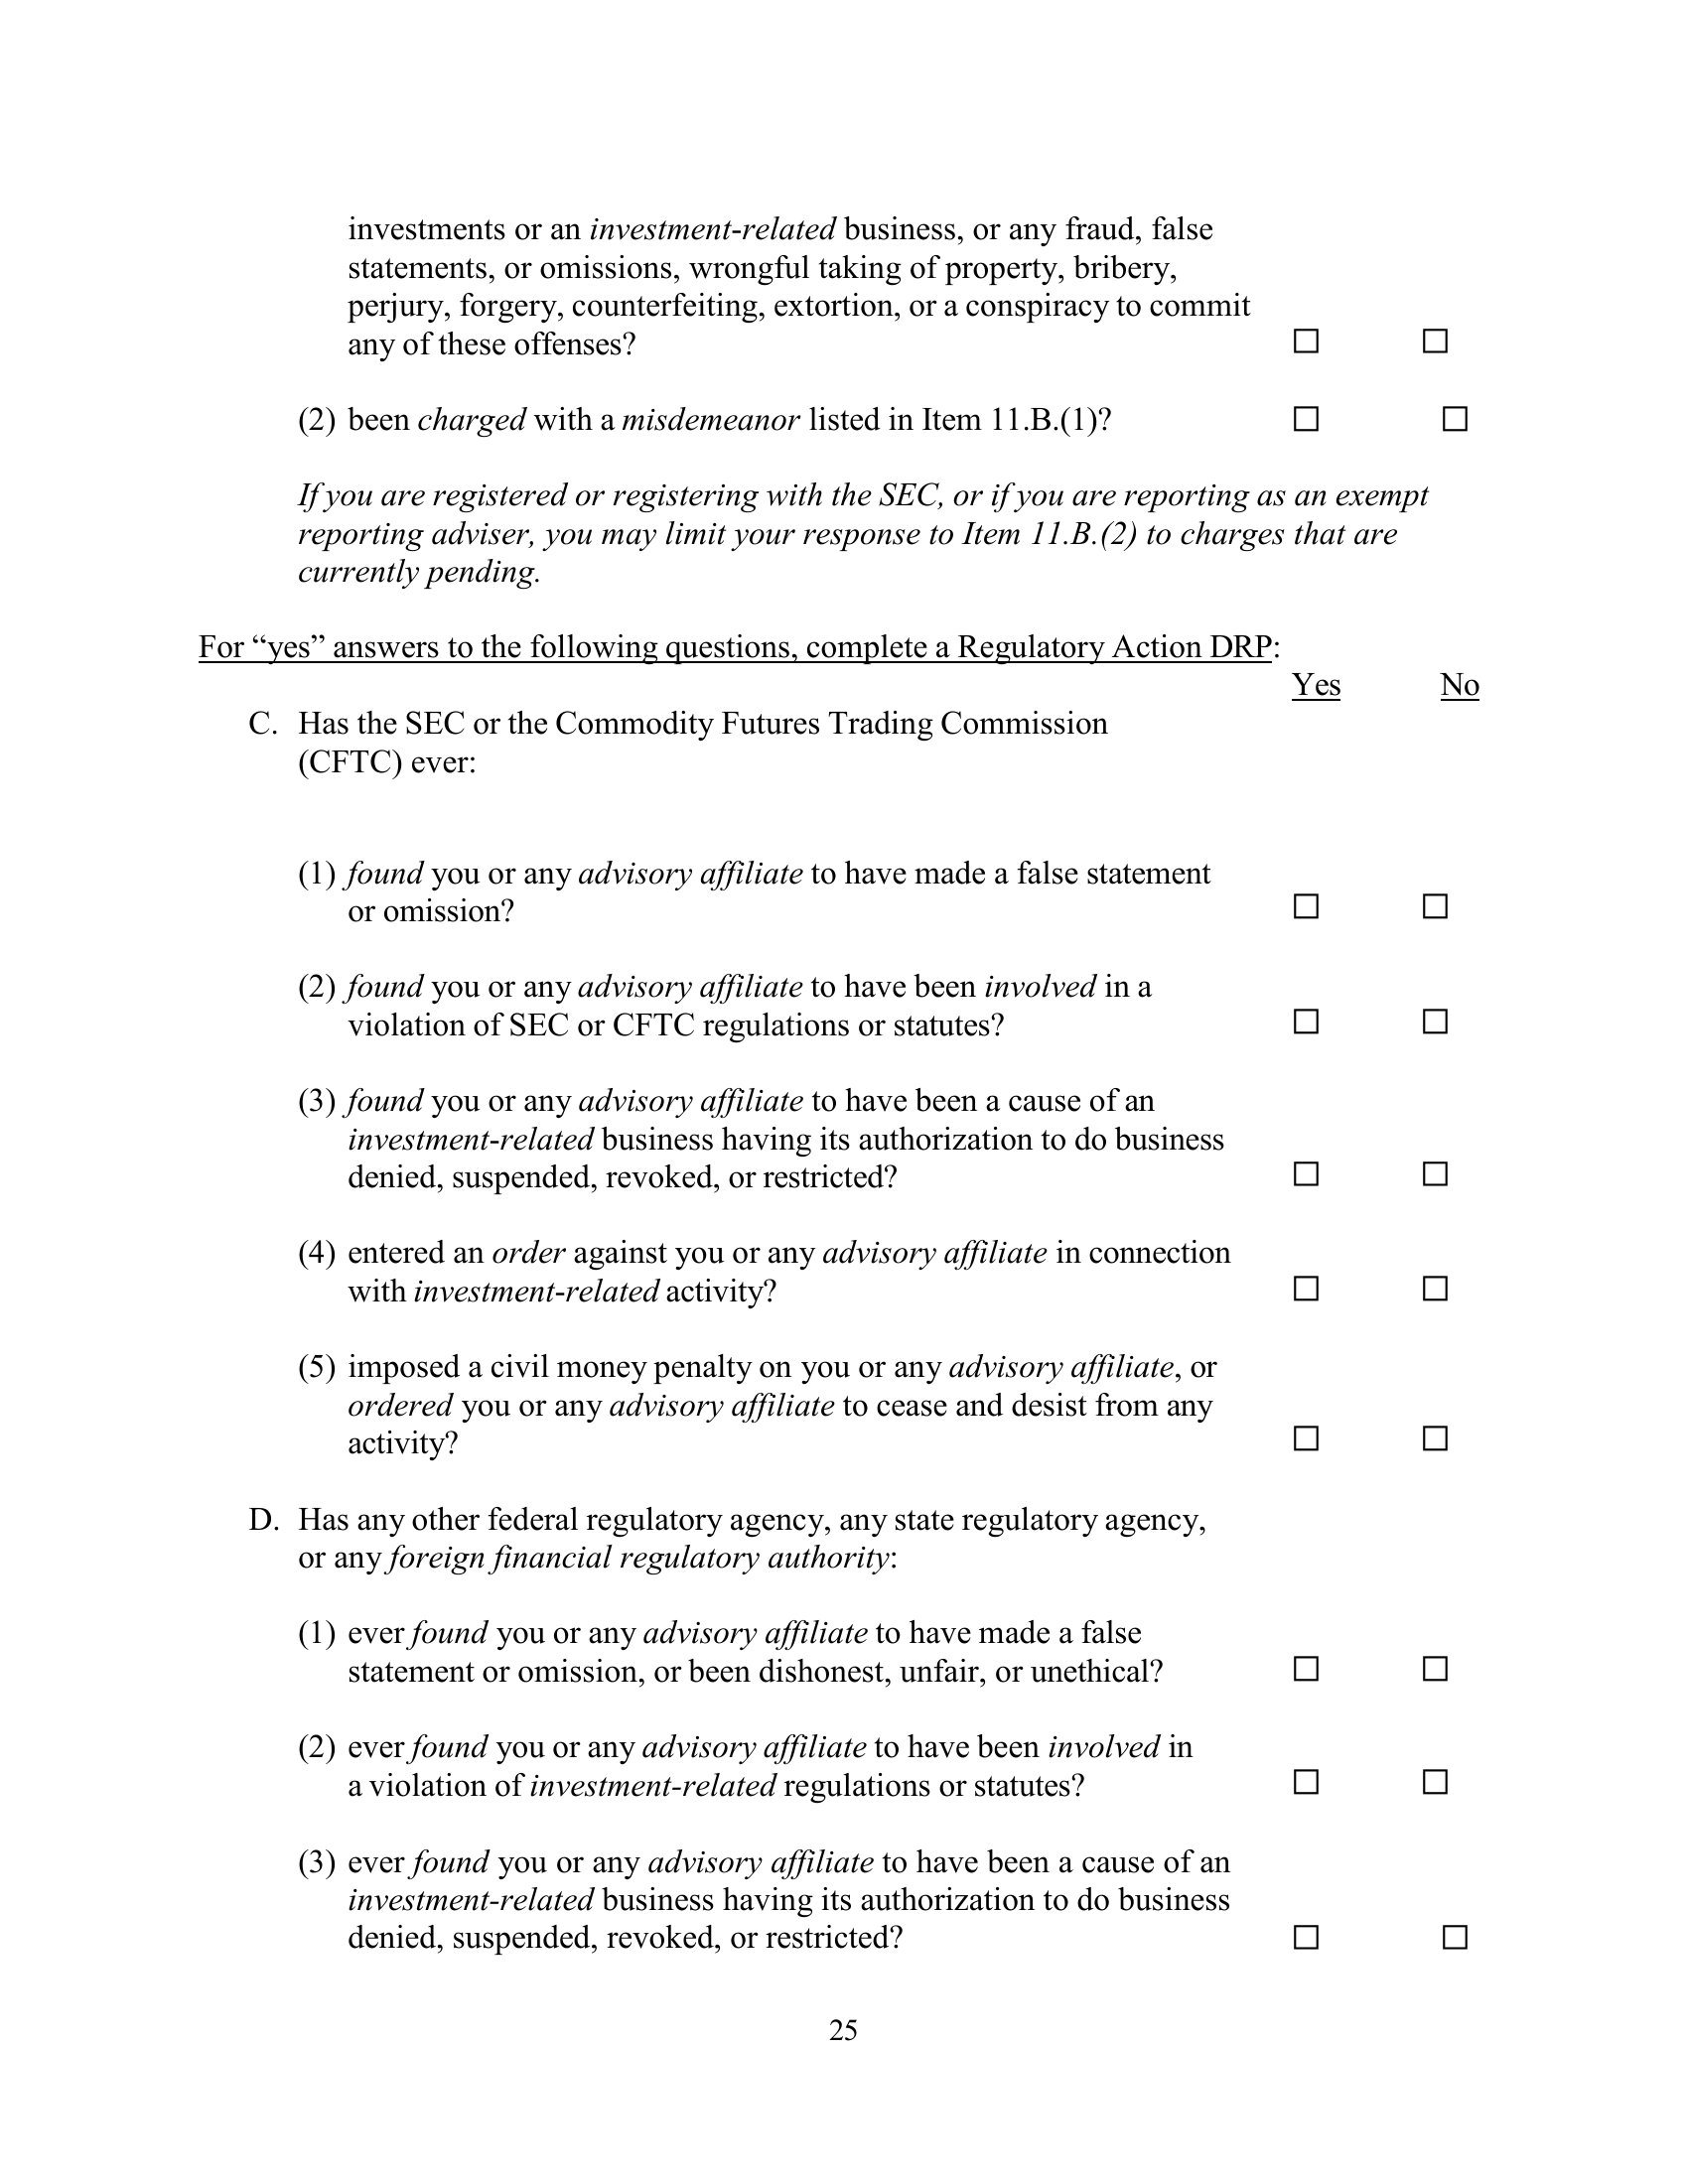 investments or an investment-related business, or any fraud, false
statements, or omissions, wrongful taking of property, bribery,
perjury, forgery, counterfeiting, extortion, or a conspiracy to commit
any of these offenses? ☐ ☐
(2) been charged with a misdemeanor listed in Item 11.B.(1)? ☐ ☐
If you are registered or registering with the SEC, or if you are reporting as an exempt
reporting adviser, you may limit your response to Item 11.B.(2) to charges that are
currently pending.
For “yes” answers to the following questions, complete a Regulatory Action DRP:
Yes No
C. Has the SEC or the Commodity Futures Trading Commission
(CFTC) ever:
(1) found you or any advisory affiliate to have made a false statement
or omission? ☐ ☐
(2) found you or any advisory affiliate to have been involved in a
violation of SEC or CFTC regulations or statutes? ☐ ☐
(3) found you or any advisory affiliate to have been a cause of an
investment-related business having its authorization to do business
denied, suspended, revoked, or restricted? ☐ ☐
(4) entered an order against you or any advisory affiliate in connection
with investment-related activity? ☐ ☐
(5) imposed a civil money penalty on you or any advisory affiliate, or
ordered you or any advisory affiliate to cease and desist from any
activity? ☐ ☐
D. Has any other federal regulatory agency, any state regulatory agency,
or any foreign financial regulatory authority:
(1) ever found you or any advisory affiliate to have made a false
statement or omission, or been dishonest, unfair, or unethical? ☐ ☐
(2) ever found you or any advisory affiliate to have been involved in
a violation of investment-related regulations or statutes? ☐ ☐
(3) ever found you or any advisory affiliate to have been a cause of an
investment-related business having its authorization to do business
denied, suspended, revoked, or restricted? ☐ ☐
25